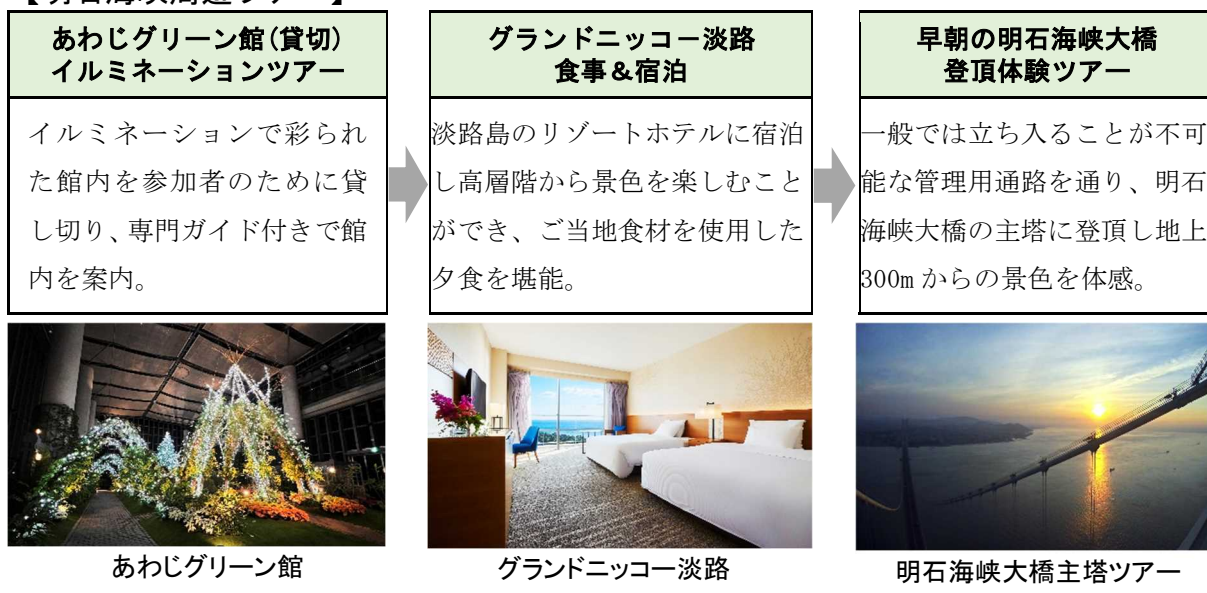 あわじグリーン館(貸切)
イルミネーションツアー
イルミネーションで彩られ
た館内を参加者のために貸
し切り、専門ガイド付きで館
内を案内。
あわじグリーン館
グランドニッコー淡路
食事＆宿泊
淡路島のリゾートホテルに宿泊
し高層階から景色を楽しむこと
ができ、ご当地食材を使用した
夕食を堪能。
グランドニッコー淡路
早朝の明石海峡大橋
登頂体験ツアー
一般では立ち入ることが不可
能な管理用通路を通り、明石
海峡大橋の主塔に登頂し地上
300m からの景色を体感。
明石海峡大橋主塔ツアー